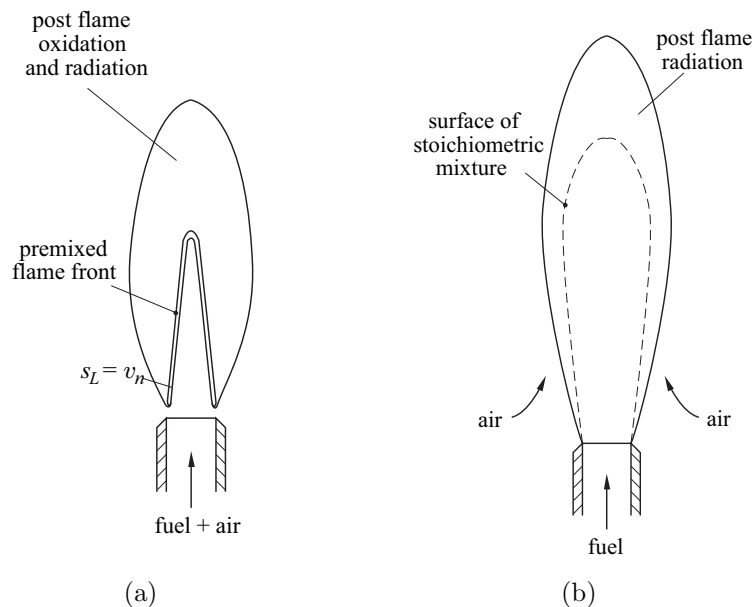 post flame
oxidation
and radiation
premixed
flame front
s_L = v_n
fuel + air
(a)
post flame
radiation
surface of
stoichiometric
mixture
air
air
fuel
(b)